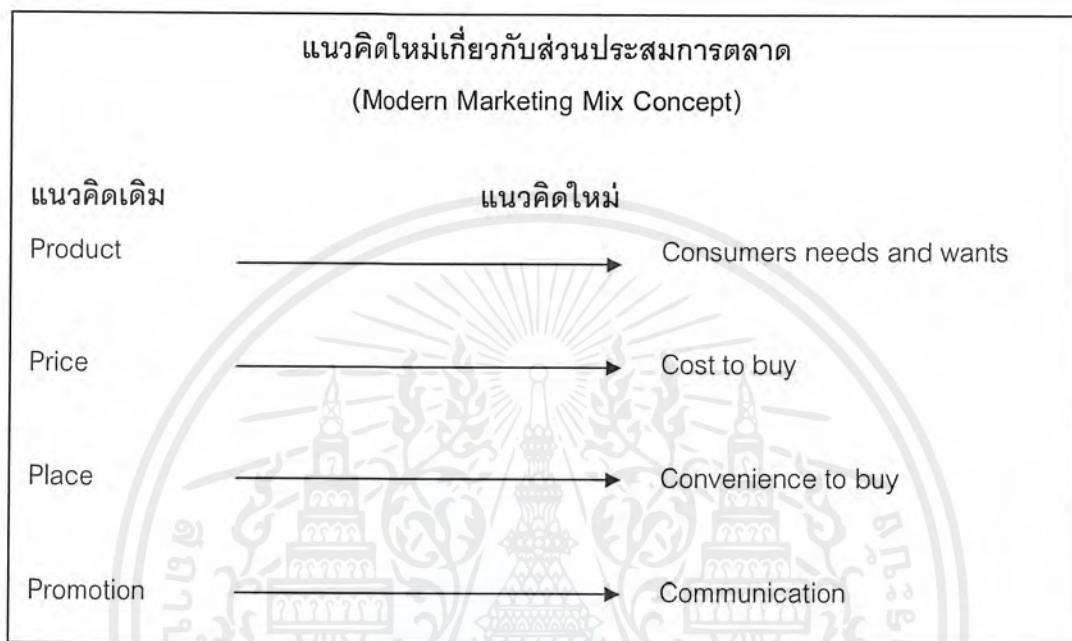 แนวคิดใหม่เกี่ยวกับส่วนประสมการตลาด
(Modern Marketing Mix Concept)
แนวคิดเดิม แนวคิดใหม่
Product Consumers needs and wants
Price Cost to buy
Place Convenience to buy
Promotion Communication